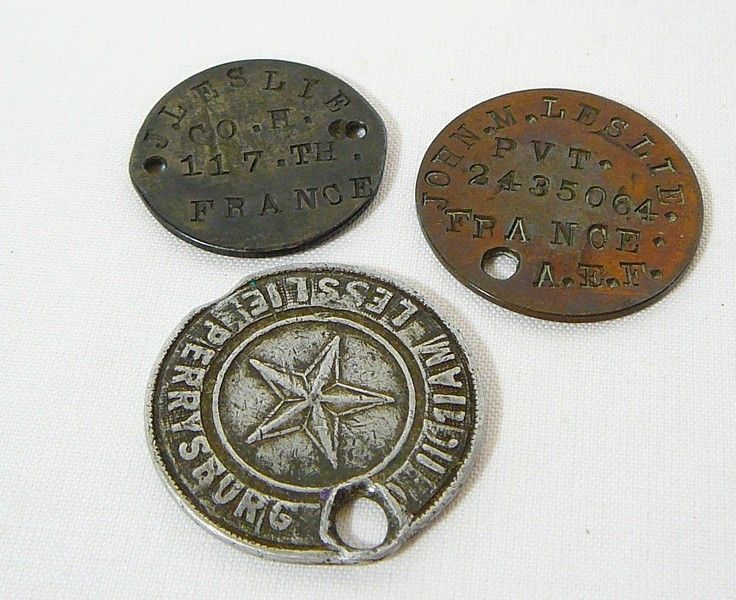 J. LESLIE
CO. H.
117. TH.
FRANCE
JOHN. M. LESLIE.
PVT.
2435064
FRANCE.
A.E.F.
WILLIAM LESSLIE
PERRYSBURG